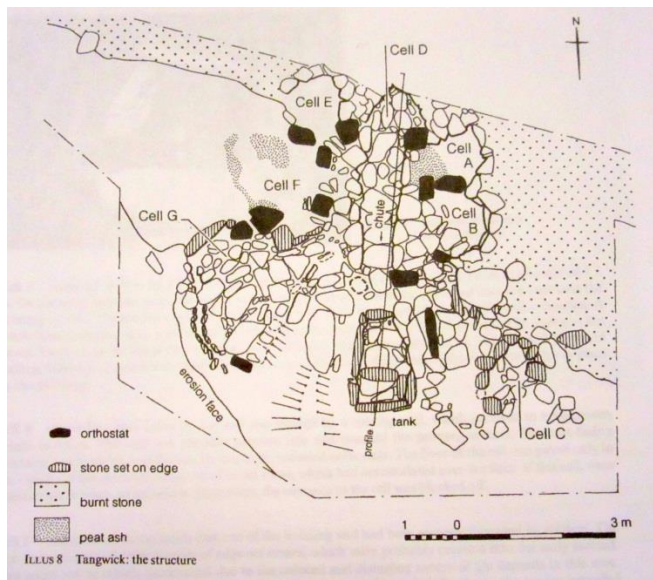 N
Cell D
Cell E
Cell A
Cell F
Cell B
← chute
Cell G
erosion face
tank
profile
Cell C
orthostat
stone set on edge
burnt stone
peat ash
1 0 3 m
ILLUS 8 Tangwick: the structure